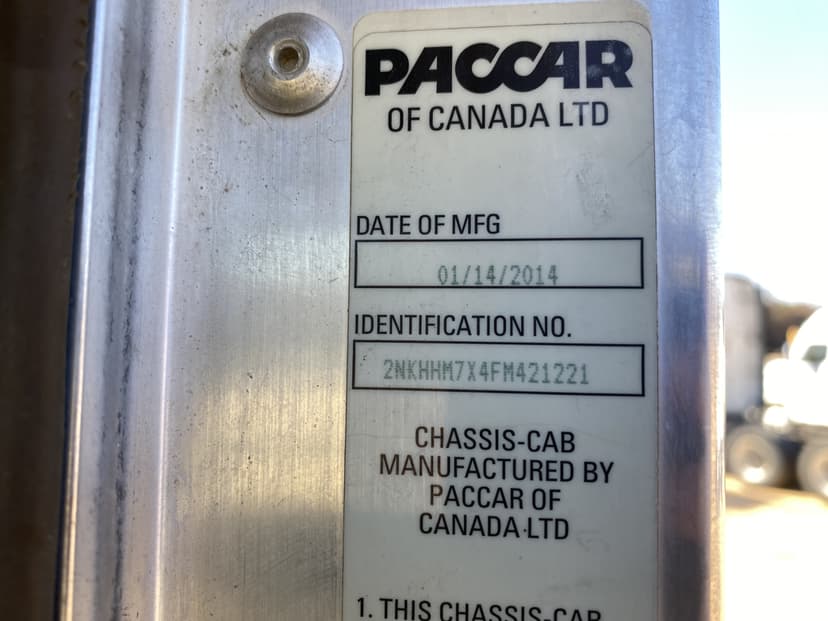 PACCAR
OF CANADA LTD
DATE OF MFG
01/14/2014
IDENTIFICATION NO.
2NKHHM7X4FM421221
CHASSIS-CAB
MANUFACTURED BY
PACCAR OF
CANADA LTD
1. THIS CHASSIS-CAB